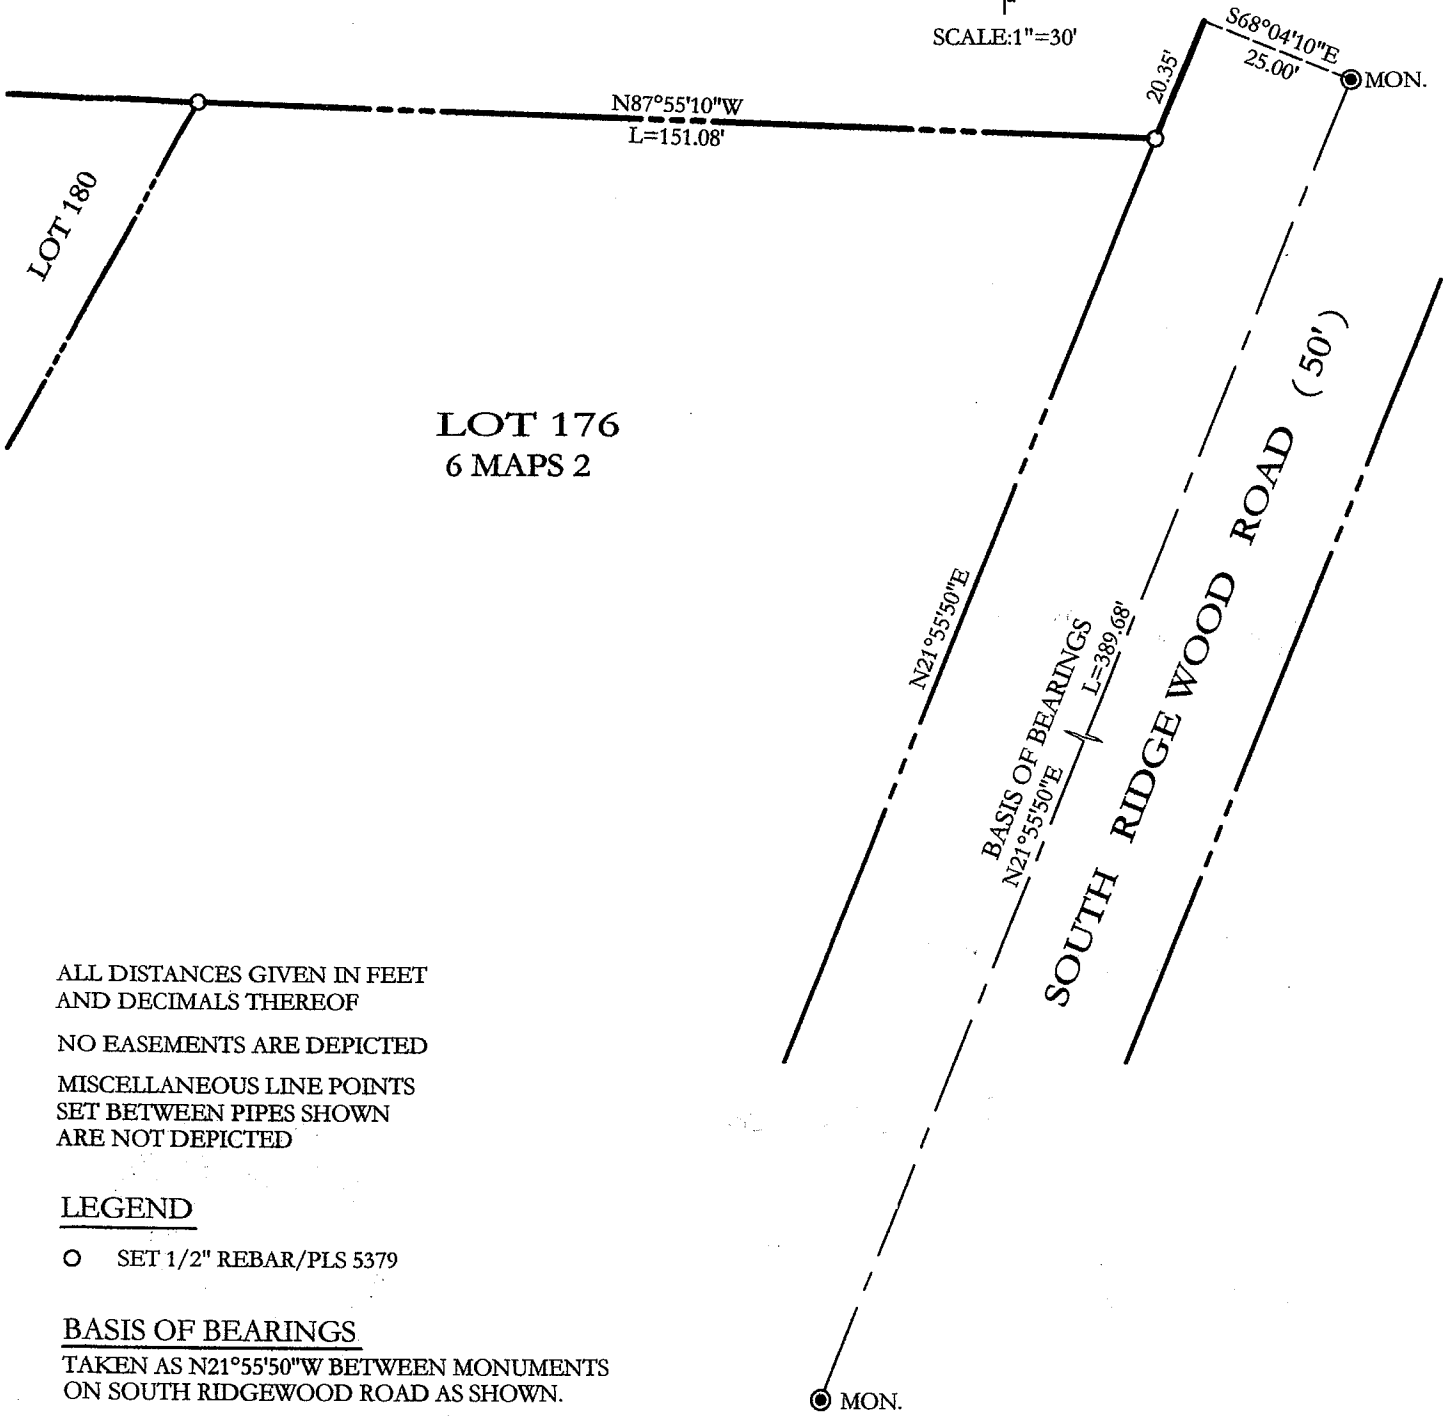 SCALE:1"=30'
S68°04'10"E
25.00'
MON.
20.35'
N87°55'10"W
L=151.08'
LOT 180
LOT 176
6 MAPS 2
N21°55'50"E
BASIS OF BEARINGS
L=389.68'
N21°55'50"E
SOUTH RIDGEWOOD ROAD (50')
ALL DISTANCES GIVEN IN FEET
AND DECIMALS THEREOF
NO EASEMENTS ARE DEPICTED
MISCELLANEOUS LINE POINTS
SET BETWEEN PIPES SHOWN
ARE NOT DEPICTED
LEGEND
SET 1/2" REBAR/PLS 5379
BASIS OF BEARINGS
TAKEN AS N21°55'50"W BETWEEN MONUMENTS
ON SOUTH RIDGEWOOD ROAD AS SHOWN.
MON.